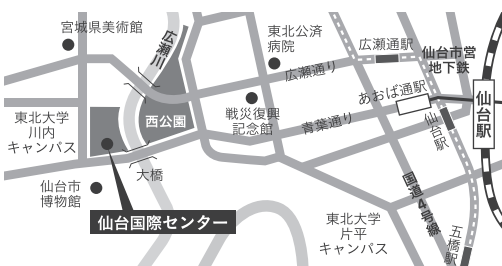 宮城県美術館
広瀬川
東北公済
病院
広瀬通駅
仙台市営
地下鉄
広瀬通り
あおば通駅
仙台駅
仙台駅
東北大学
川内
キャンパス
西公園
戦災復興
記念館
青葉通り
大橋
仙台市
博物館
仙台国際センター
国道4号線
東北大学
片平
キャンパス
五橋駅